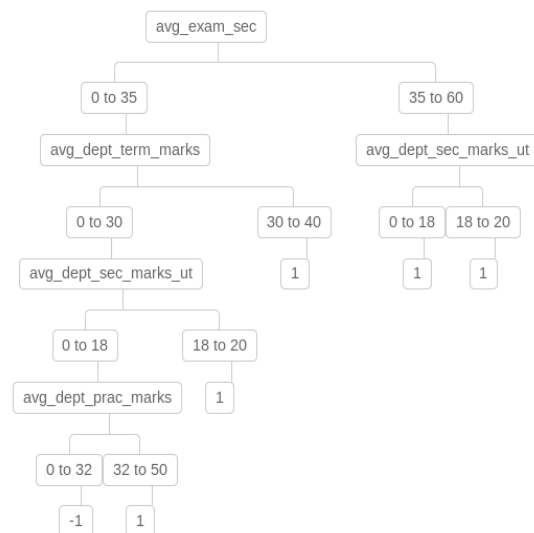 avg_exam_sec
0 to 35
35 to 60
avg_dept_term_marks
avg_dept_sec_marks_ut
0 to 30
30 to 40
0 to 18
18 to 20
avg_dept_sec_marks_ut
1
1
1
0 to 18
18 to 20
avg_dept_prac_marks
1
0 to 32
32 to 50
-1
1